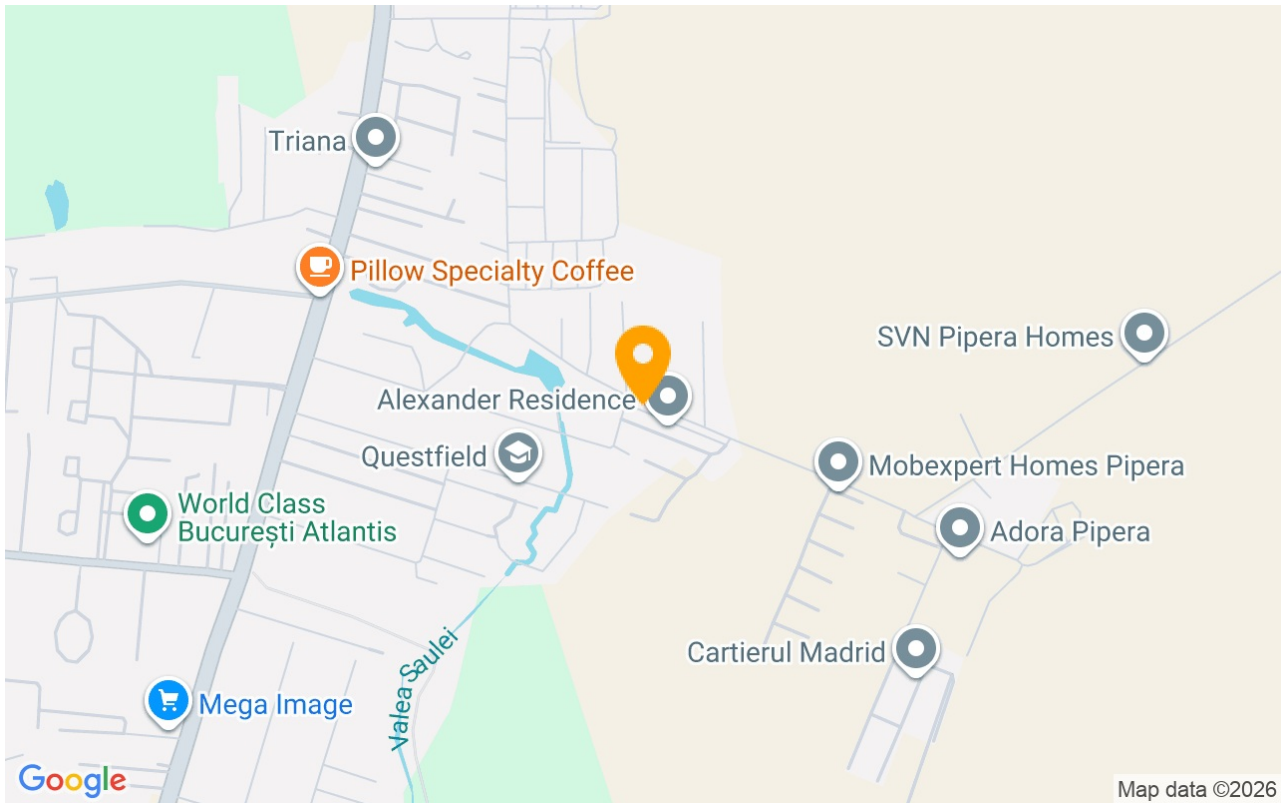 Triana
Pillow Specialty Coffee
SVN Pipera Homes
Alexander Residence
Questfield
Mobexpert Homes Pipera
World Class
București Atlantis
Adora Pipera
Cartierul Madrid
Valea Saulei
Mega Image
Google
Map data ©2026